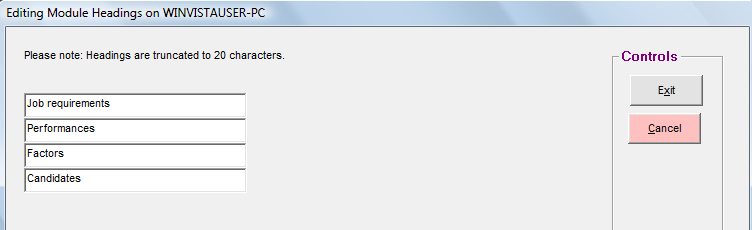 Editing Module Headings on WINVISTAUSER-PC
Please note: Headings are truncated to 20 characters.
Controls
Job requirements
Exit
Performances
Cancel
Factors
Candidates